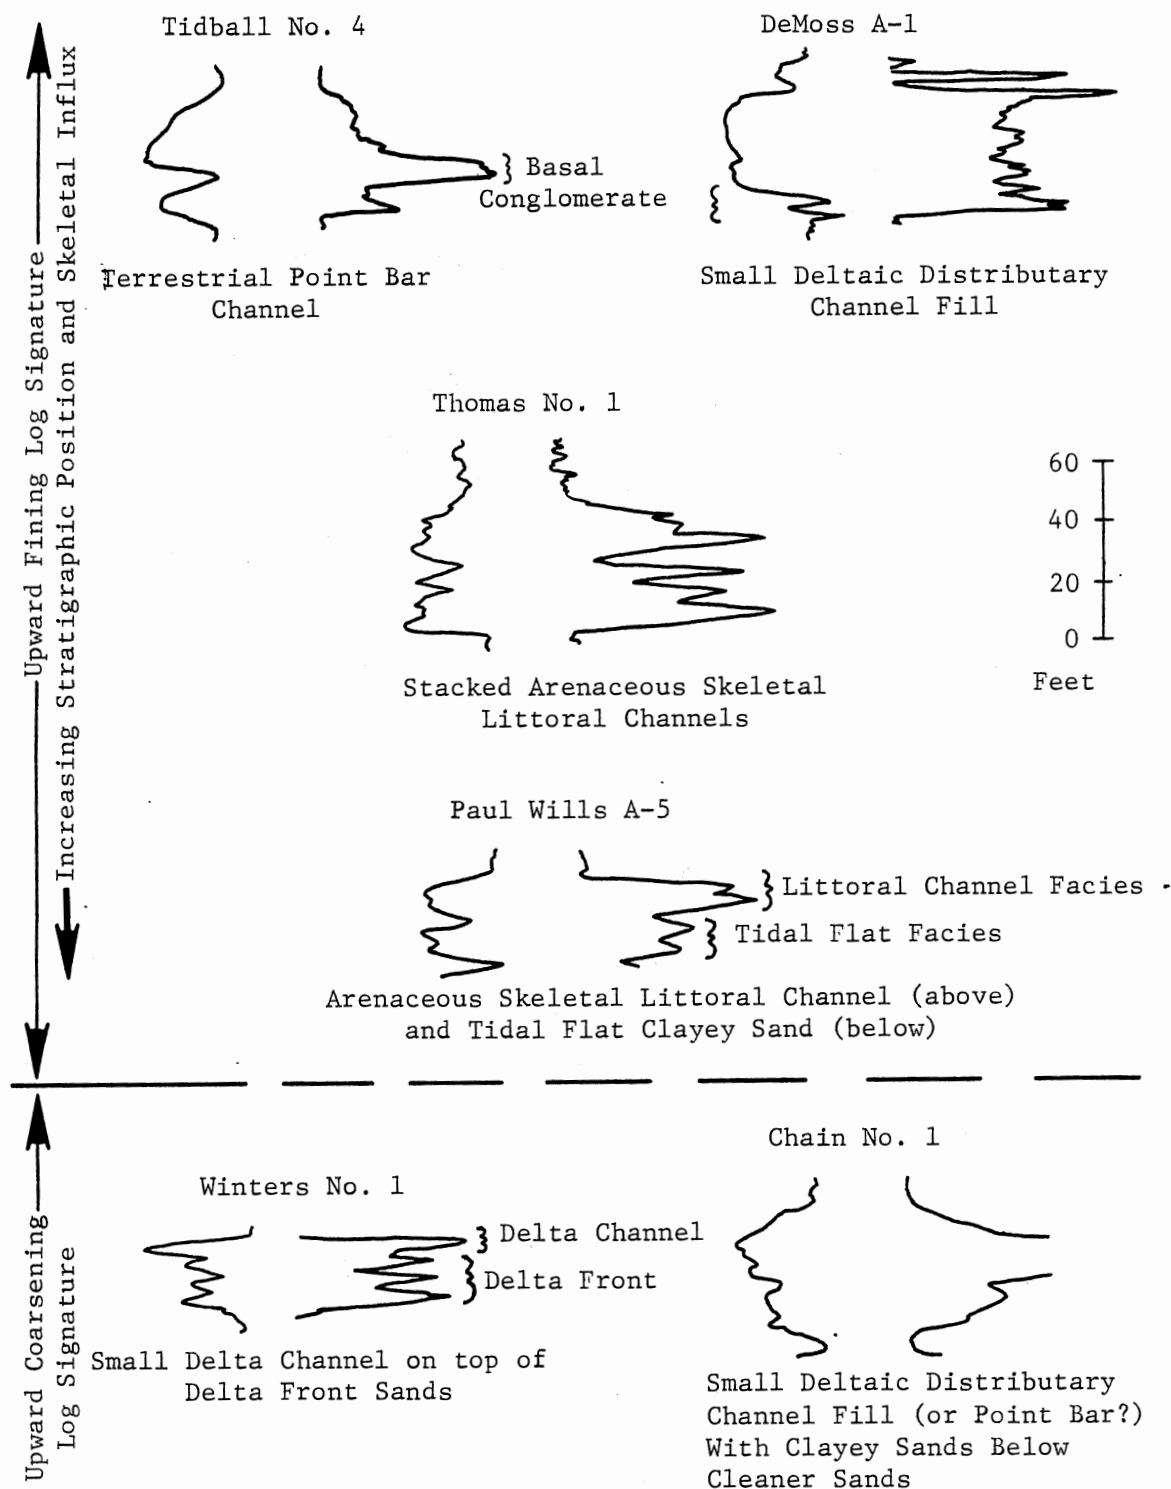 Tidball No. 4
DeMoss A-1
Basal
Conglomerate
Terrestrial Point Bar
Channel
Small Deltaic Distributary
Channel Fill
Thomas No. 1
60
40
20
0
Feet
Stacked Arenaceous Skeletal
Littoral Channels
Paul Wills A-5
Littoral Channel Facies
Tidal Flat Facies
Arenaceous Skeletal Littoral Channel (above)
and Tidal Flat Clayey Sand (below)
Upward Fining Log Signature
Increasing Stratigraphic Position and Skeletal Influx
Chain No. 1
Winters No. 1
Delta Channel
Delta Front
Small Delta Channel on top of
Delta Front Sands
Small Deltaic Distributary
Channel Fill (or Point Bar?)
With Clayey Sands Below
Cleaner Sands
Upward Coarsening
Log Signature